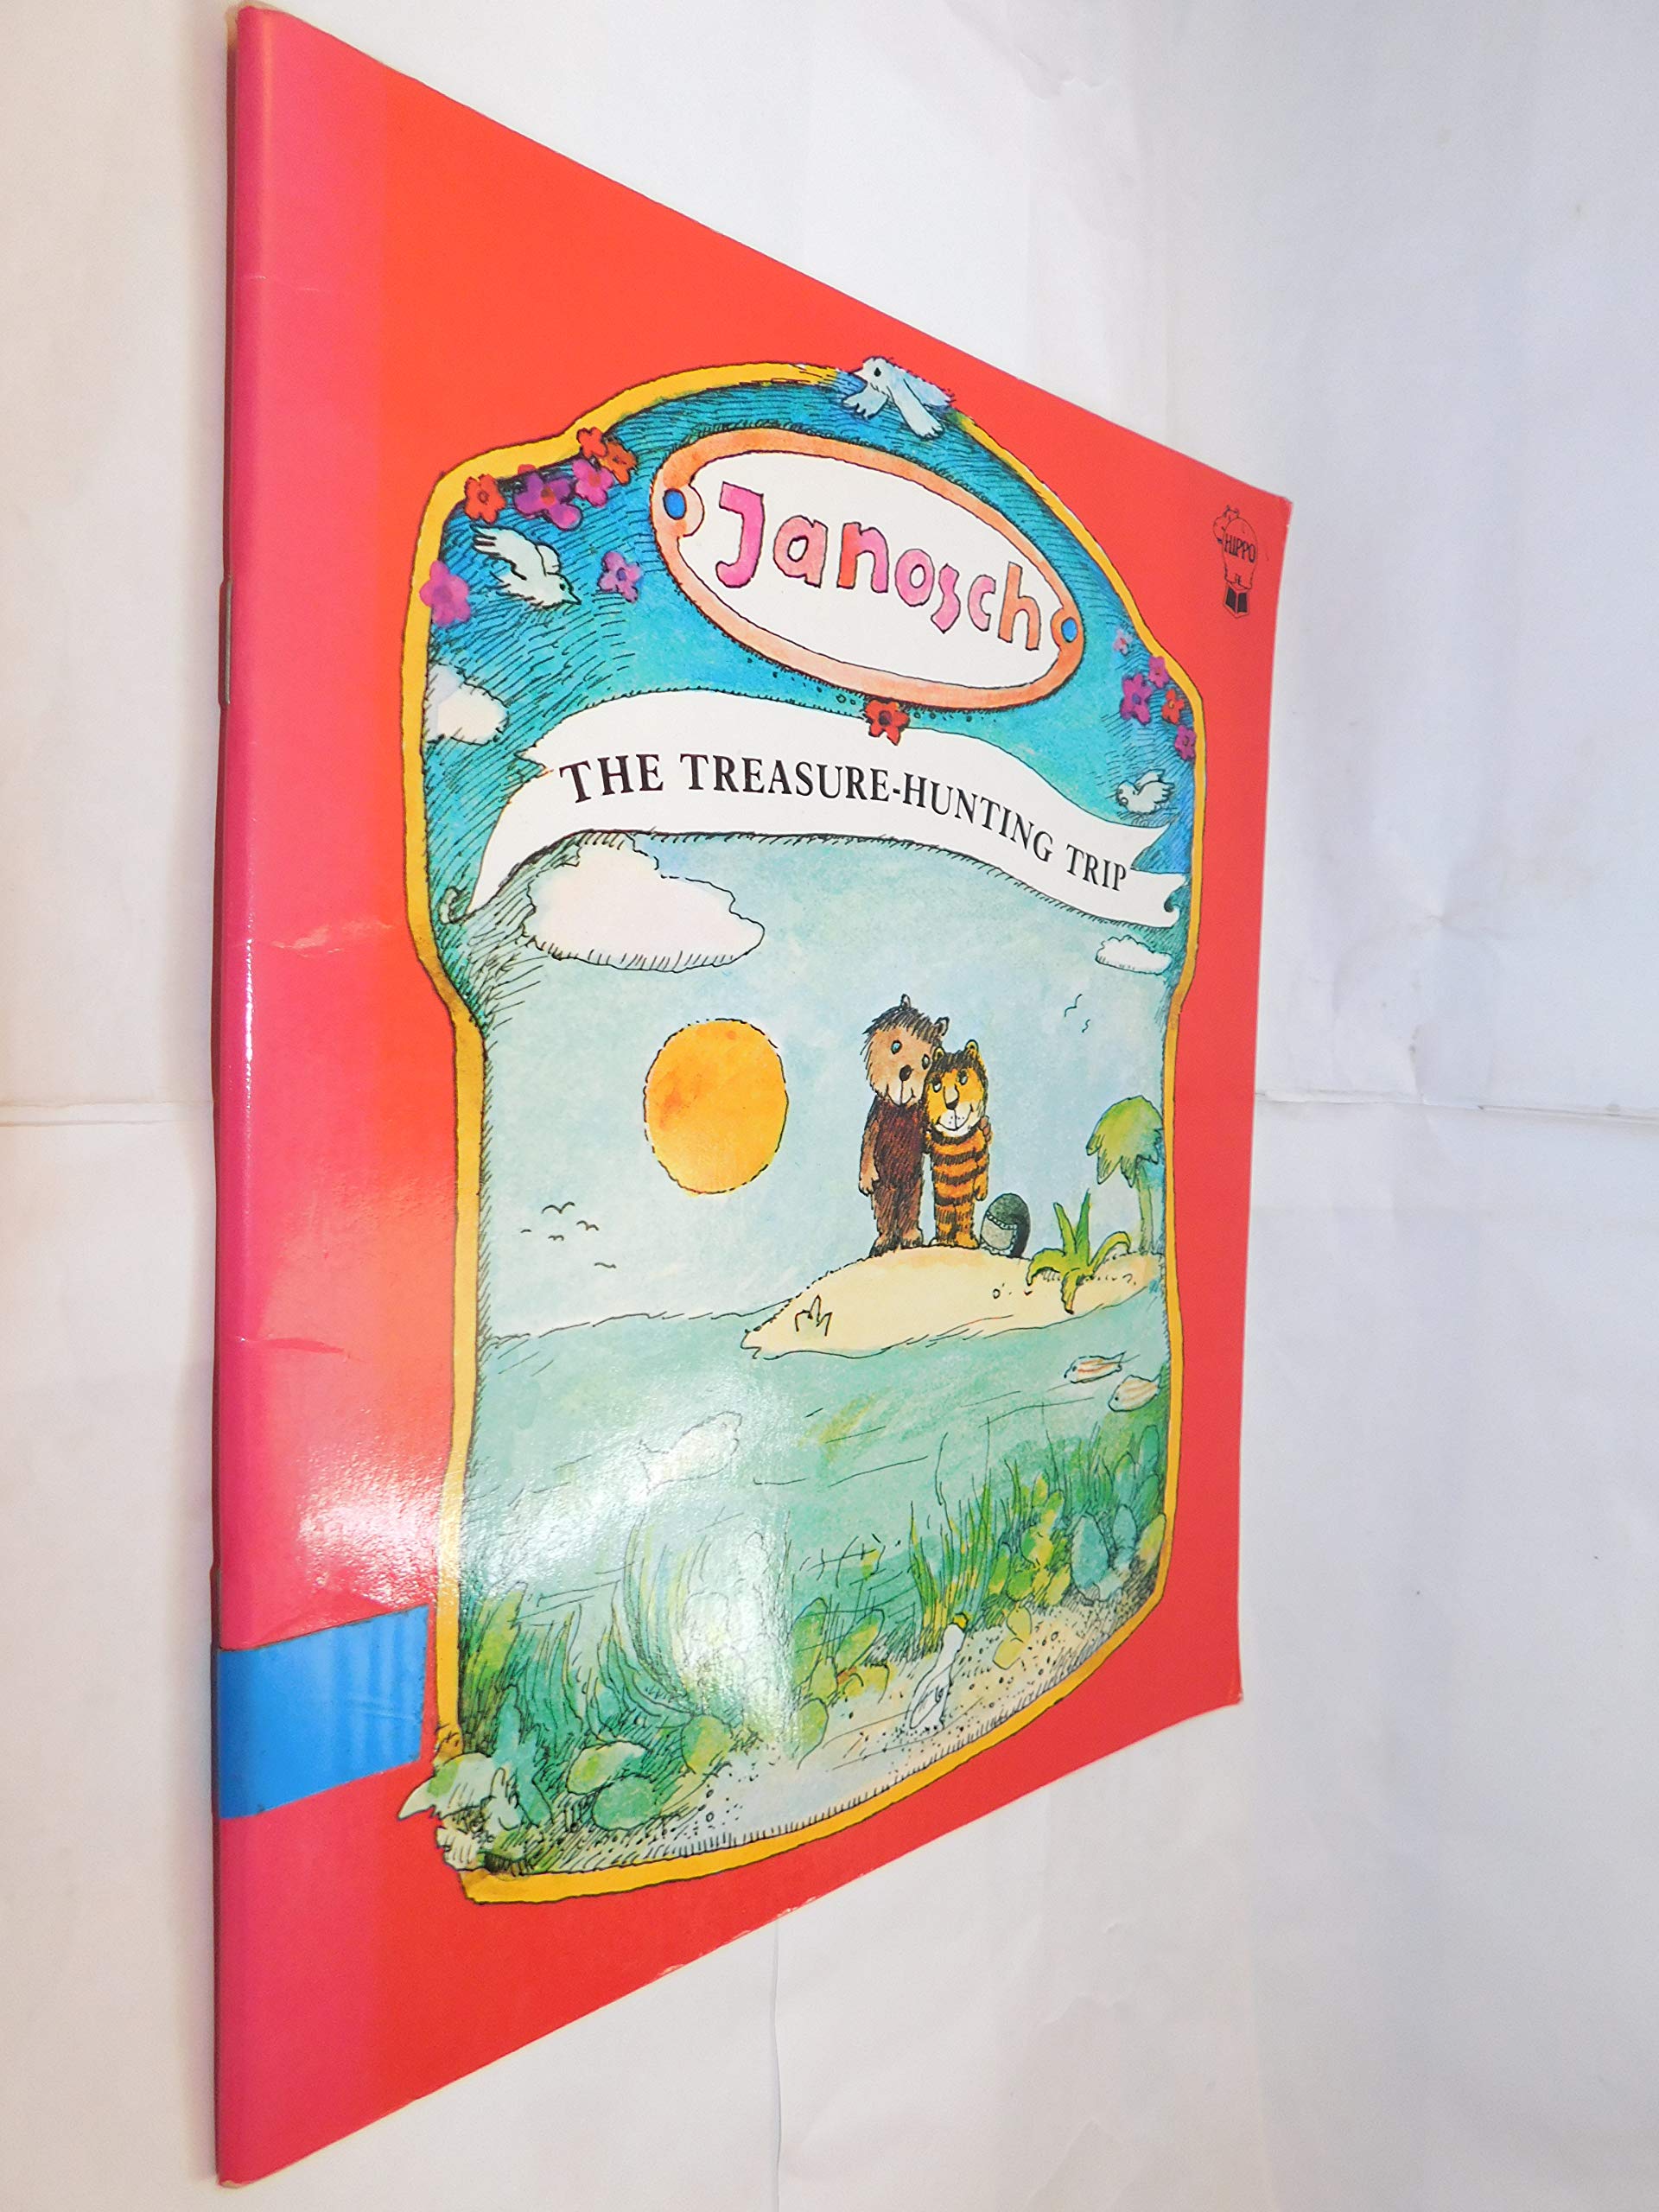 Janosch
HIPPO
THE TREASURE-HUNTING TRIP